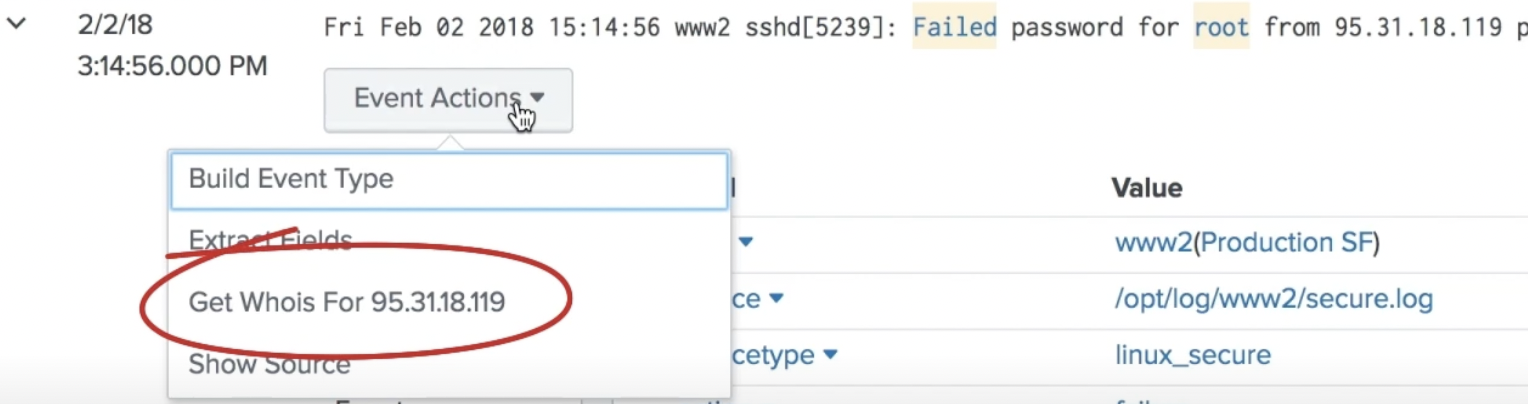 2/2/18 Fri Feb 02 2018 15:14:56 www2 sshd[5239]: Failed password for root from 95.31.18.119
3:14:56.000 PM
Event Actions
Build Event Type
Value
Extract Fields www2(Production SF)
Get Whois For 95.31.18.119 /opt/log/www2/secure.log
Show Source cetype linux_secure